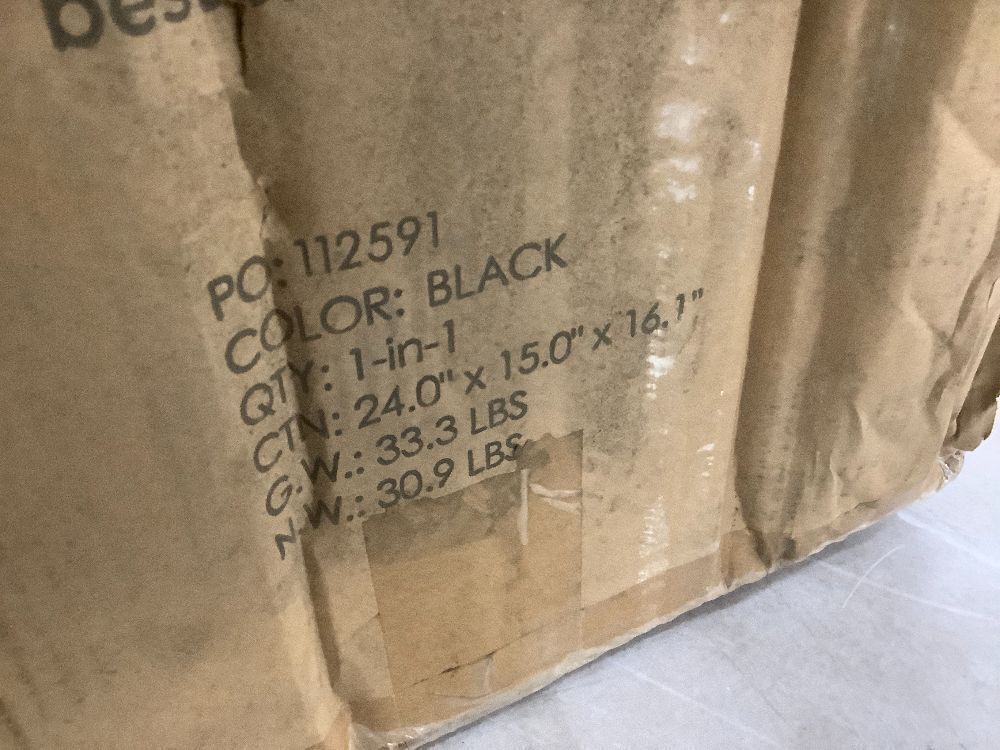 PO: 112591
COLOR: BLACK
QTY: 1-in-1
CTN: 24.0" x 15.0" x 16.1"
G.W.: 33.3 LBS
N.W.: 30.9 LBS